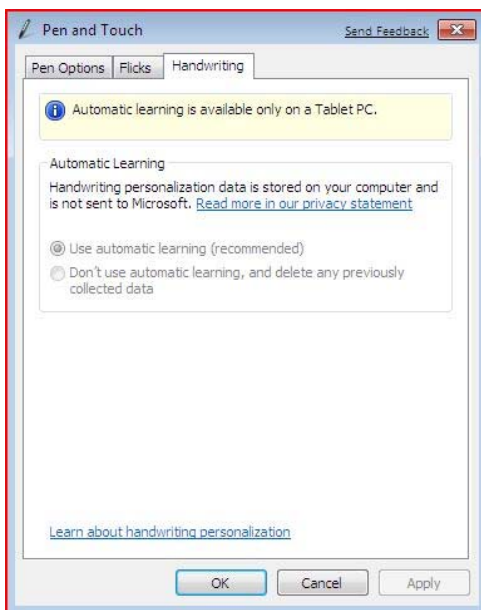 Pen and Touch
Send Feedback
Pen Options
Flicks
Handwriting
Automatic learning is available only on a Tablet PC.
Automatic Learning
Handwriting personalization data is stored on your computer and
is not sent to Microsoft. Read more in our privacy statement
Use automatic learning (recommended)
Don't use automatic learning, and delete any previously
collected data
Learn about handwriting personalization
OK
Cancel
Apply